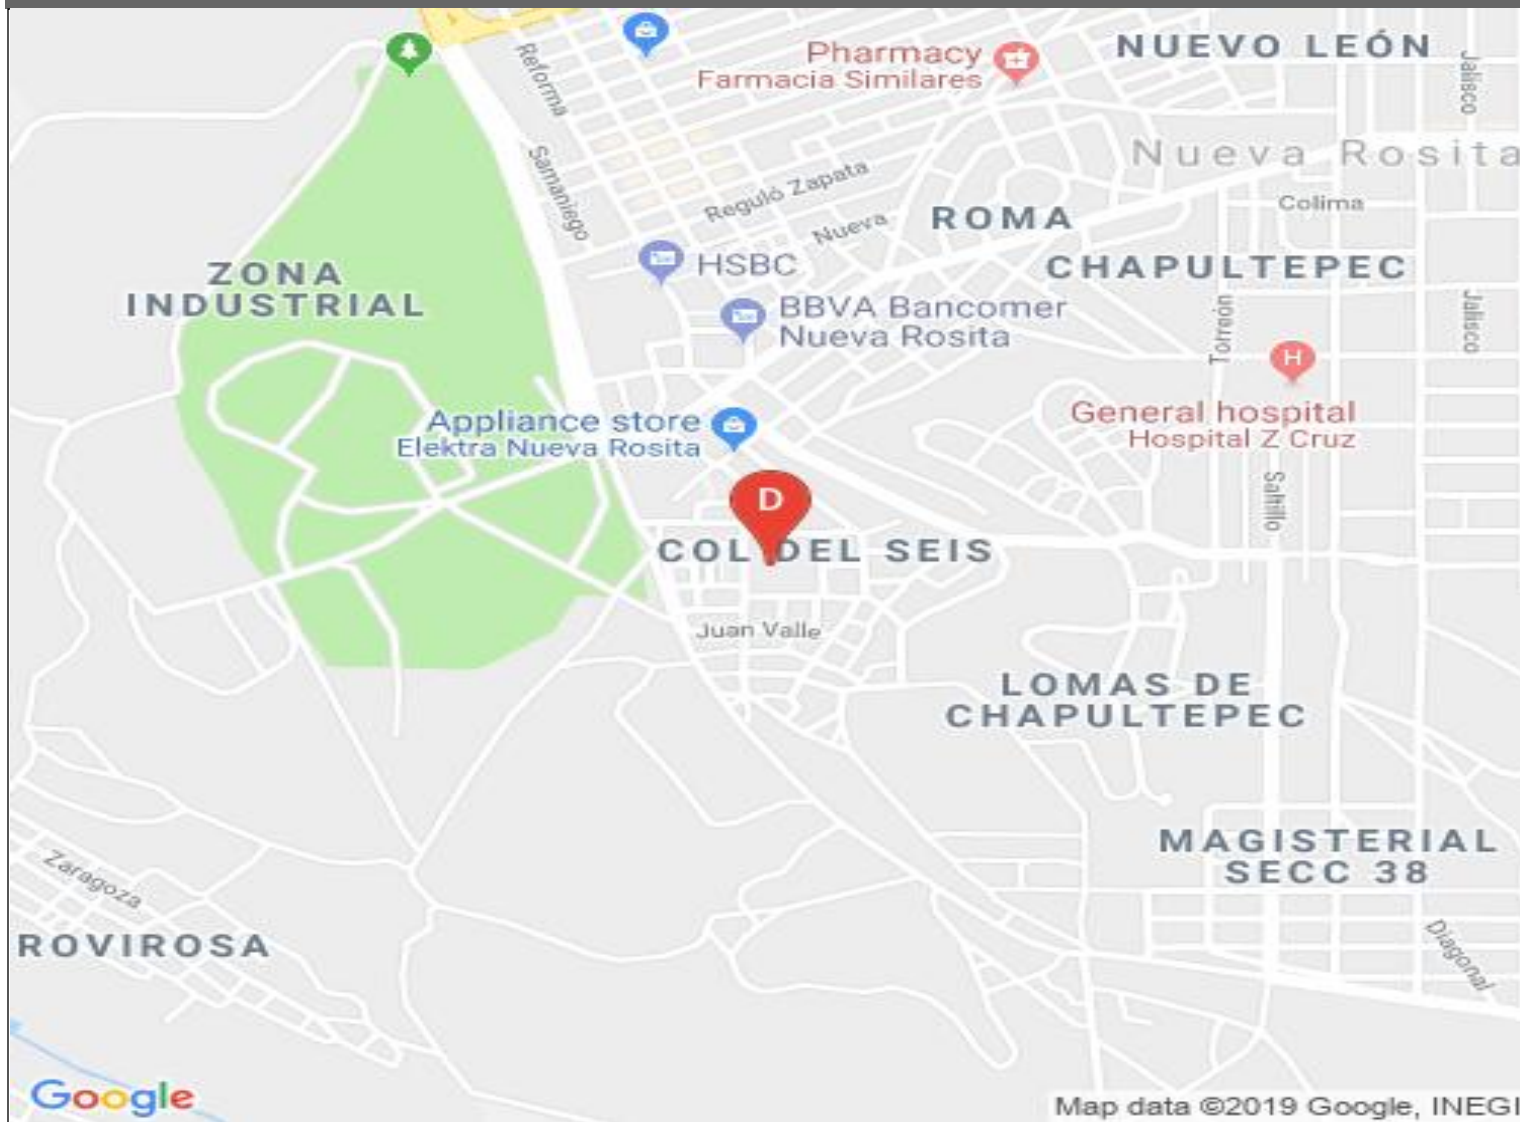 Reforma
Pharmacy
Farmacia Similares
NUEVO LEÓN
Jalisco
Samaniego
Reguló Zapata
Nueva
Nueva Rosita
Colima
ROMA
CHAPULTEPEC
ZONA
INDUSTRIAL
HSBC
BBVA Bancomer
Nueva Rosita
Torreón
Jalisco
H
General hospital
Hospital Z Cruz
Appliance store
Elektra Nueva Rosita
D
Saltillo
COL DEL SEIS
Juan Valle
LOMAS DE
CHAPULTEPEC
MAGISTERIAL
SECC 38
Zaragoza
ROVIROSA
Diagonal
Google
Map data ©2019 Google, INEGI